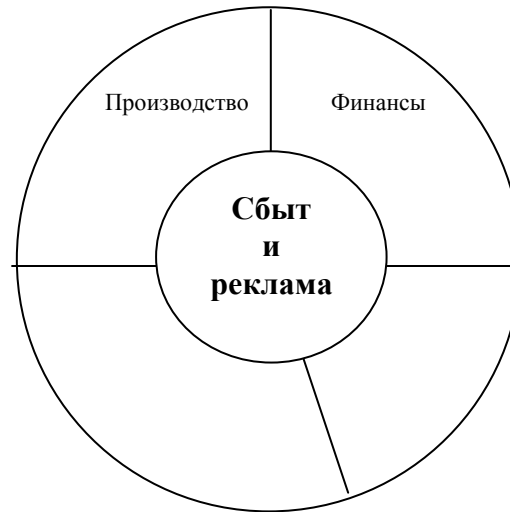 Производство
Финансы
Сбыт
и
реклама